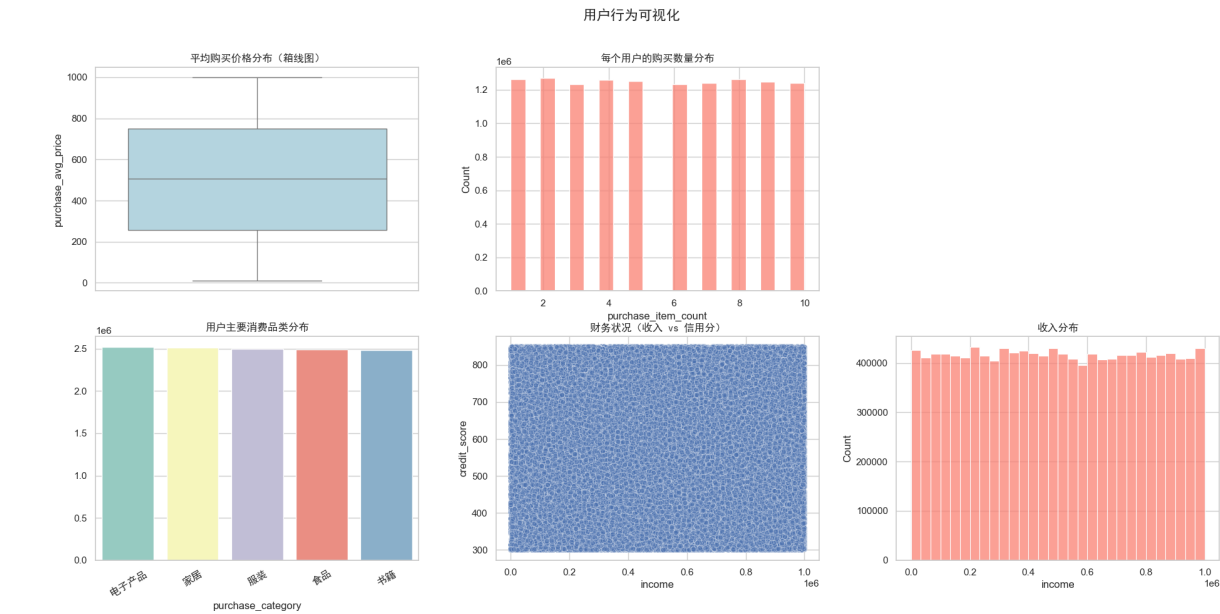 用户行为可视化
平均购买价格分布（箱线图）
1000
800
600
400
200
0
purchase_avg_price
每个用户的购买数量分布
1e6
1.2
1.0
0.8
0.6
0.4
0.2
0.0
Count
2 4 6 8 10
purchase_item_count
用户主要消费品类分布
1e6
2.5
2.0
1.5
1.0
0.5
0.0
电子产品 家居 服装 食品 书籍
purchase_category
财务状况（收入 vs 信用分）
800
700
600
500
400
300
credit_score
0.0 0.2 0.4 0.6 0.8 1.0
1e6
income
收入分布
400000
300000
200000
100000
0
Count
0.0 0.2 0.4 0.6 0.8 1.0
1e6
income